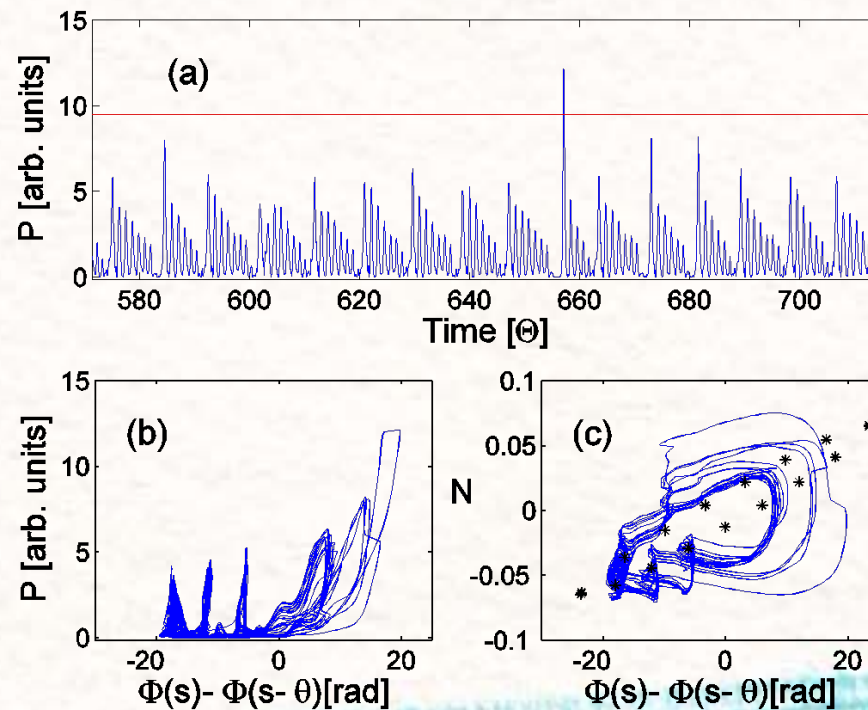 15
(a)
10
P [arb. units]
5
0
580 600 620 640 660 680 700
Time [Θ]
15 0.1
(b) (c)
10 0.05
P [arb. units] N
0
5 -0.05
0 -0.1
-20 0 20 -20 0 20
Φ(s)- Φ(s- θ)[rad] Φ(s)- Φ(s- θ)[rad]